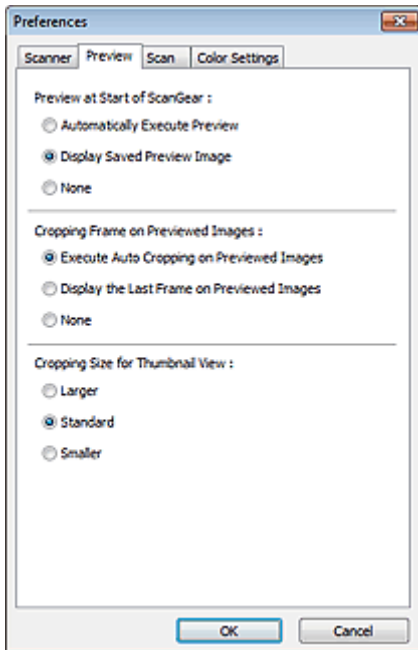 Preferences
Scanner Preview Scan Color Settings
Preview at Start of ScanGear :
Automatically Execute Preview
Display Saved Preview Image
None
Cropping Frame on Previewed Images :
Execute Auto Cropping on Previewed Images
Display the Last Frame on Previewed Images
None
Cropping Size for Thumbnail View :
Larger
Standard
Smaller
OK Cancel